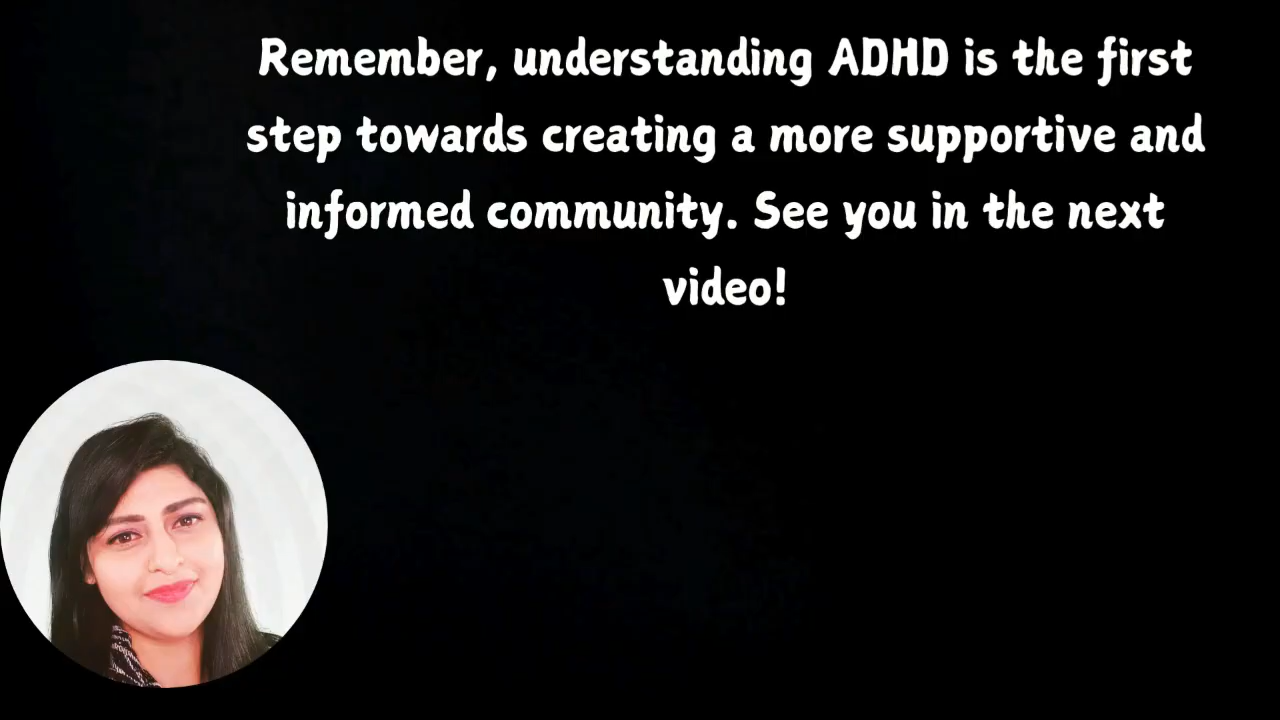 Remember, understanding ADHD is the first
step towards creating a more supportive and
informed community. See you in the next
video!